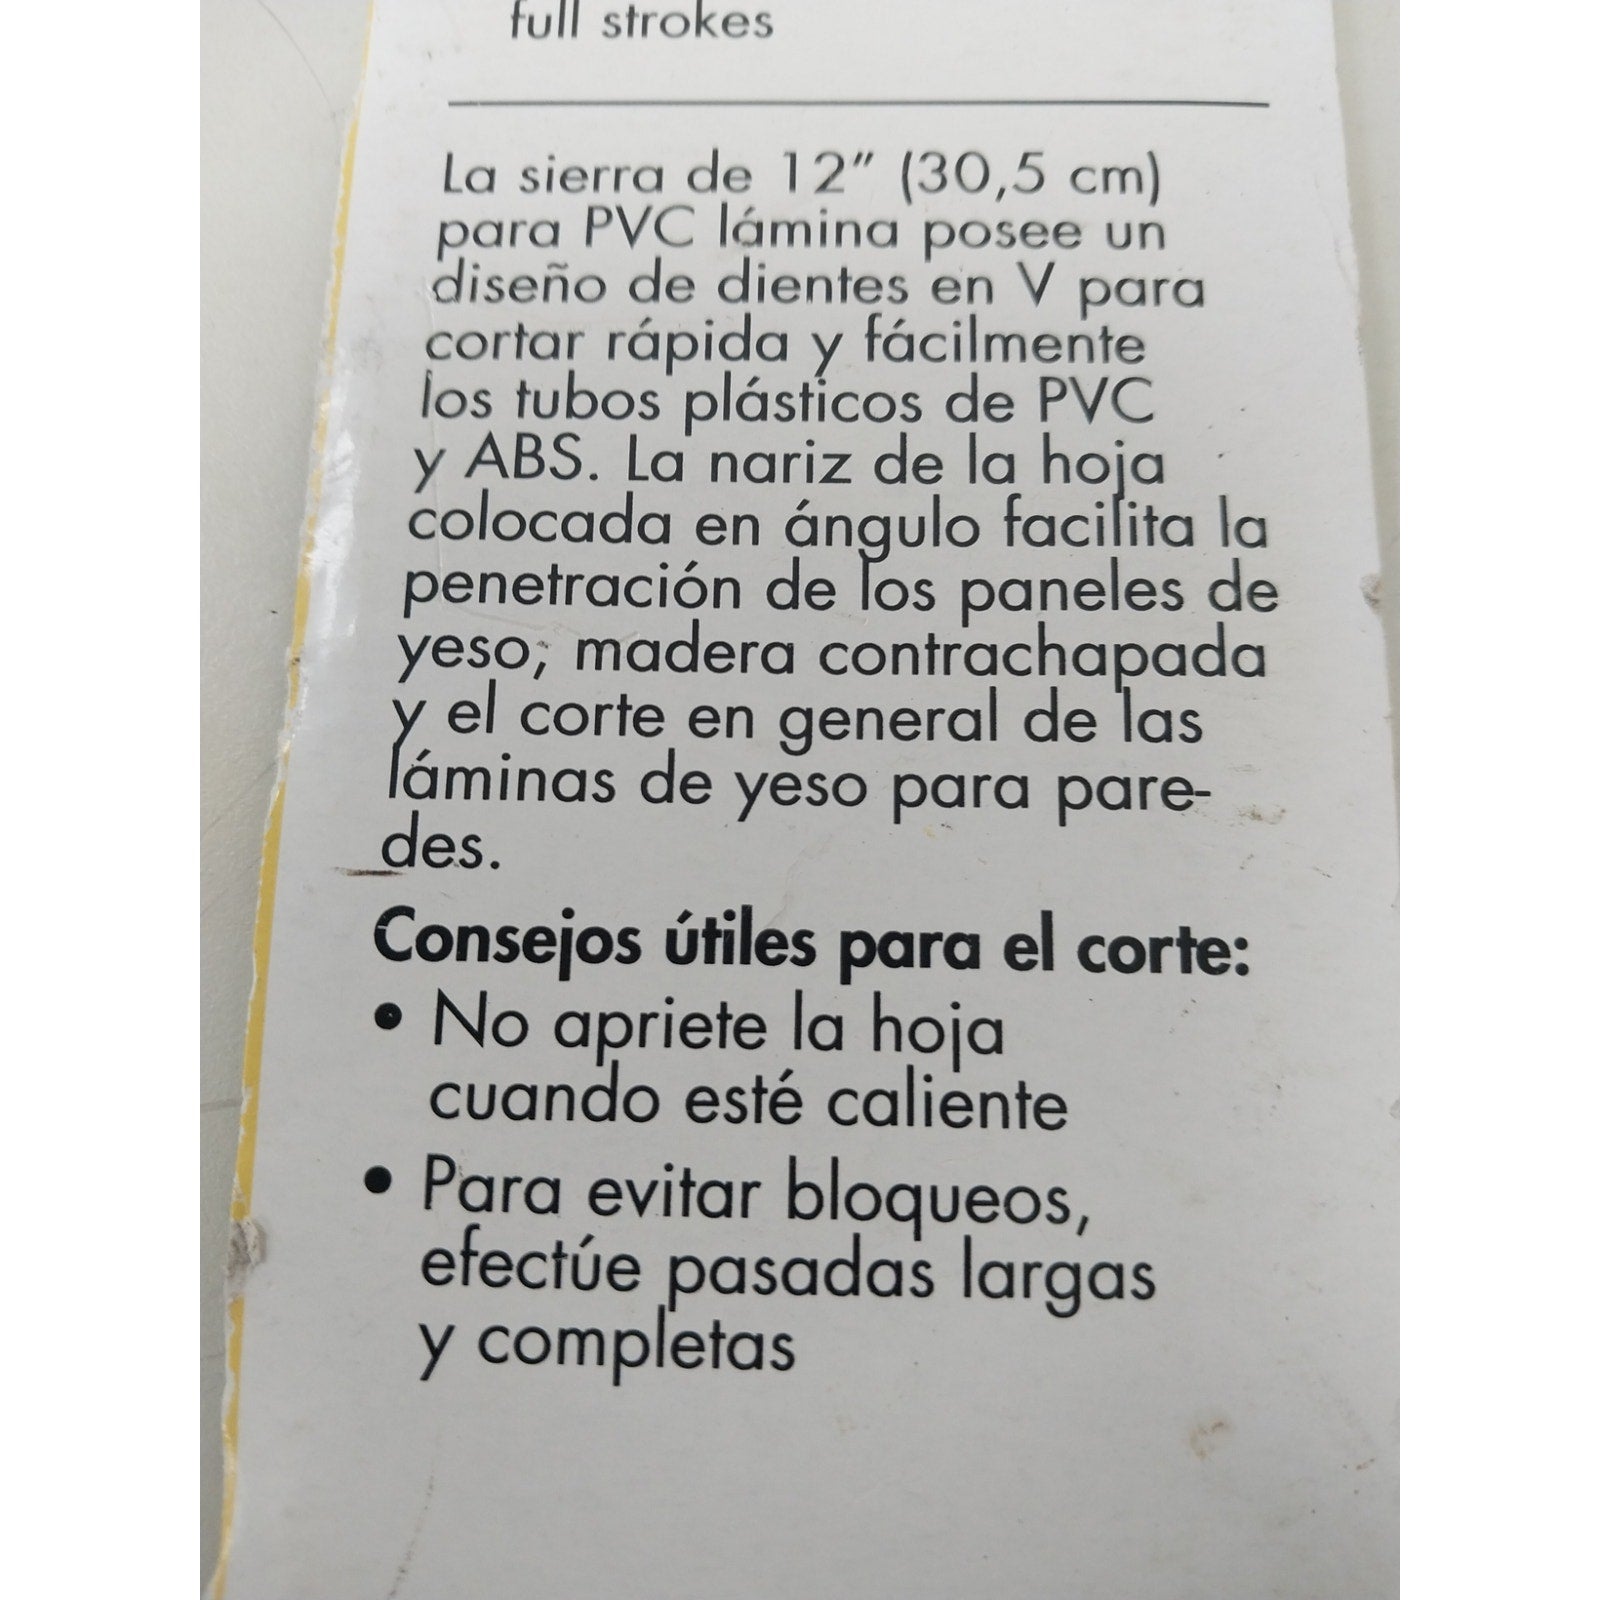 full strokes
La sierra de 12" (30,5 cm)
para PVC lámina posee un
diseño de dientes en V para
cortar rápida y fácilmente
los tubos plásticos de PVC
y ABS. La nariz de la hoja
colocada en ángulo facilita la
penetración de los paneles de
yeso, madera contrachapada
y el corte en general de las
láminas de yeso para pare-
des.
Consejos útiles para el corte:
• No apriete la hoja
cuando esté caliente
• Para evitar bloqueos,
efectúe pasadas largas
y completas